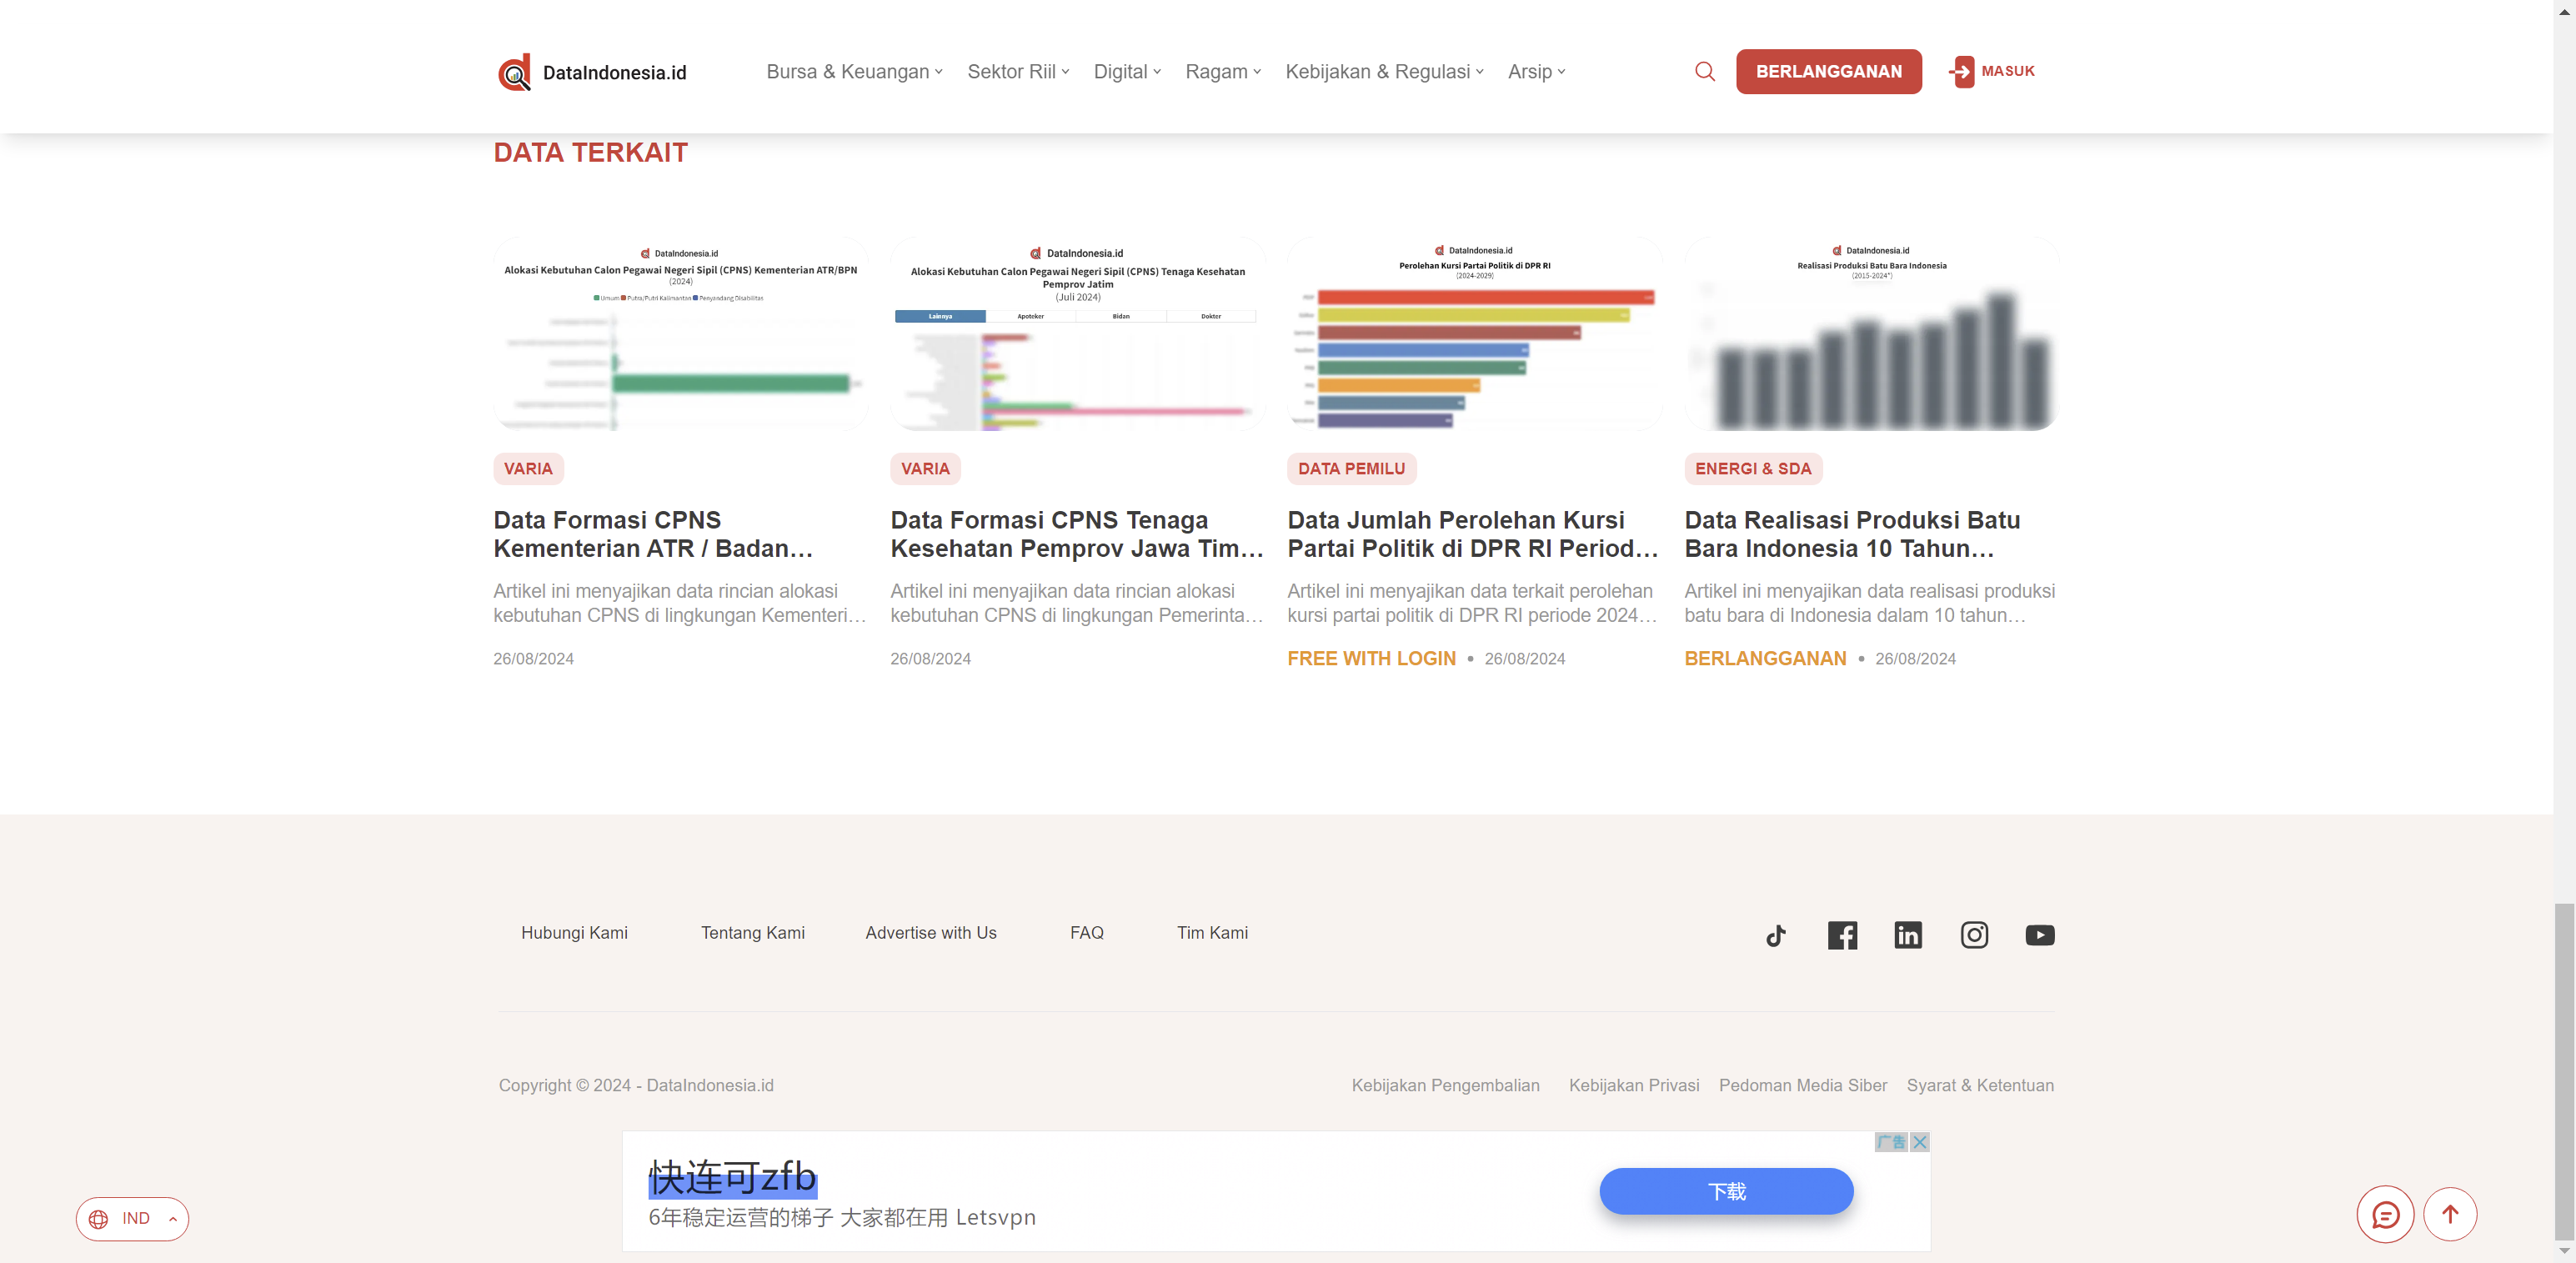 DataIndonesia.id
Bursa & Keuangan
Sektor Riil
Digital
Ragam
Kebijakan & Regulasi
Arsip
BERLANGGANAN
MASUK
DATA TERKAIT
DataIndonesia.id
Alokasi Kebutuhan Calon Pegawai Negeri Sipil (CPNS) Kementerian ATR/BPN
(2024)
Umum Putra/Putri Kalimantan Penyandang Disabilitas
VARIA
Data Formasi CPNS
Kementerian ATR / Badan...
Artikel ini menyajikan data rincian alokasi
kebutuhan CPNS di lingkungan Kementeri...
26/08/2024
DataIndonesia.id
Alokasi Kebutuhan Calon Pegawai Negeri Sipil (CPNS) Tenaga Kesehatan
Pemprov Jatim
(Juli 2024)
Lainnya Apoteker Bidan Dokter
VARIA
Data Formasi CPNS Tenaga
Kesehatan Pemprov Jawa Tim...
Artikel ini menyajikan data rincian alokasi
kebutuhan CPNS di lingkungan Pemerinta...
26/08/2024
DataIndonesia.id
Perolehan Kursi Partai Politik di DPR RI
(2024-2029)
DATA PEMILU
Data Jumlah Perolehan Kursi
Partai Politik di DPR RI Period...
Artikel ini menyajikan data terkait perolehan
kursi partai politik di DPR RI periode 2024...
FREE WITH LOGIN • 26/08/2024
DataIndonesia.id
Realisasi Produksi Batu Bara Indonesia
(2015-2024*)
ENERGI & SDA
Data Realisasi Produksi Batu
Bara Indonesia 10 Tahun...
Artikel ini menyajikan data realisasi produksi
batu bara di Indonesia dalam 10 tahun...
BERLANGGANAN • 26/08/2024
Hubungi Kami
Tentang Kami
Advertise with Us
FAQ
Tim Kami
Copyright © 2024 - DataIndonesia.id
Kebijakan Pengembalian
Kebijakan Privasi
Pedoman Media Siber
Syarat & Ketentuan
广告
快连可zfb
6年稳定运营的梯子 大家都在用 Letsvpn
下载
IND